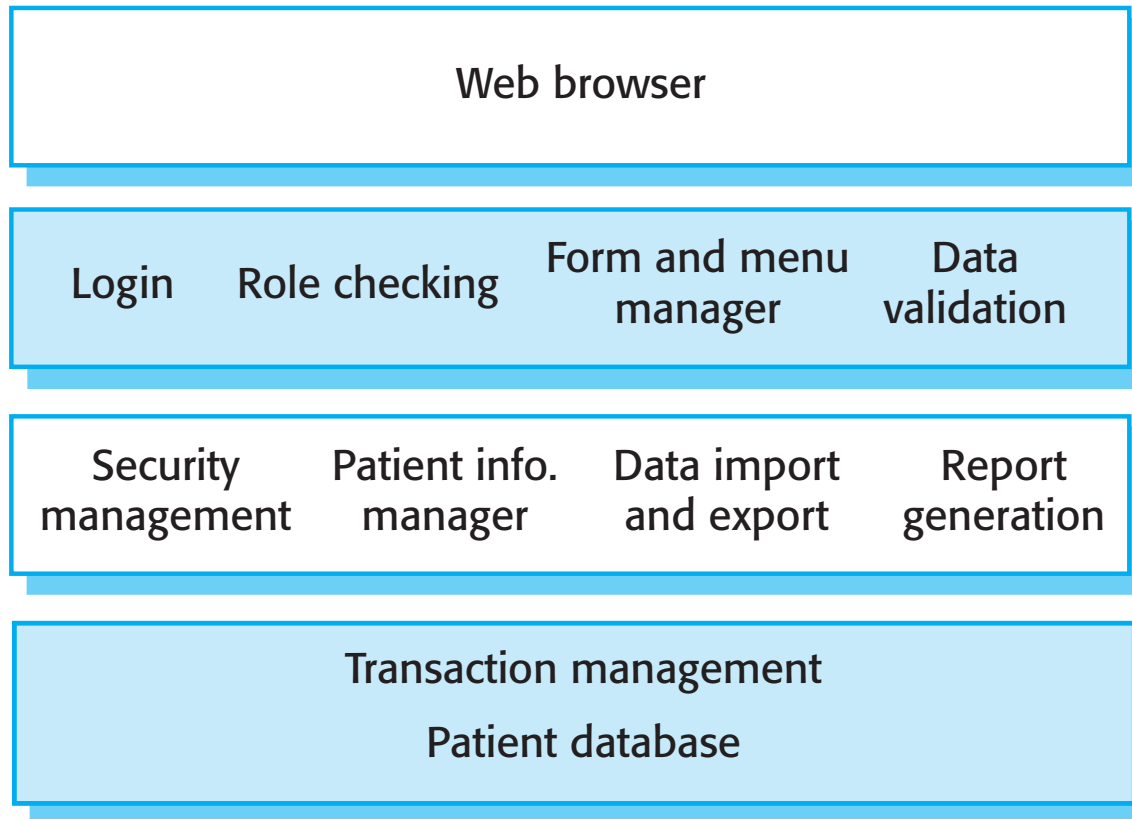 Web browser
Login
Role checking
Form and menu
manager
Data
validation
Security
management
Patient info.
manager
Data import
and export
Report
generation
Transaction management
Patient database